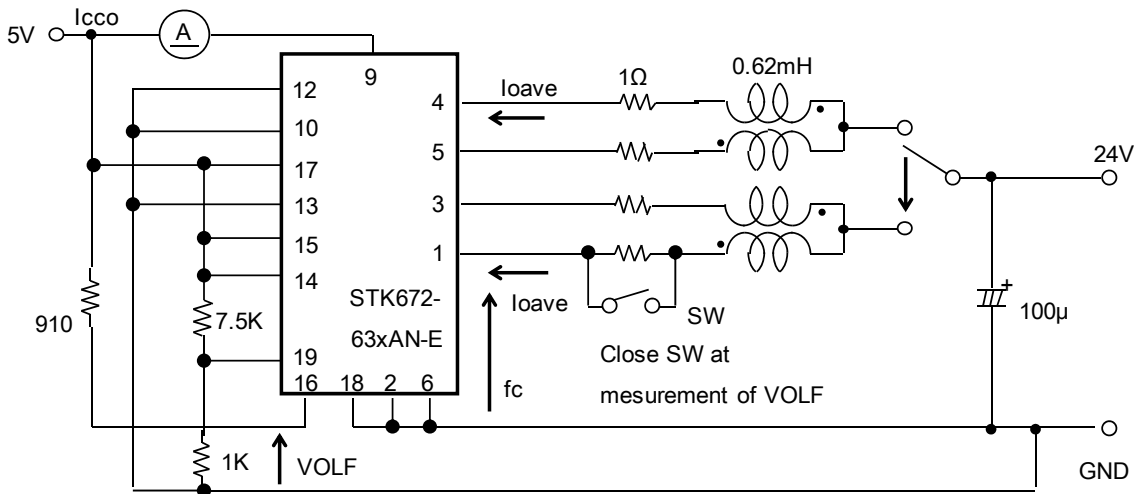 5V
Icco
A
9
12
10
17
13
15
14
19
16
18
2
6
4
5
3
1
STK672-
63xAN-E
Ioave
1Ω
0.62mH
24V
Ioave
SW
Close SW at
mesurement of VOLF
fc
100µ
+
910
7.5K
1K
VOLF
GND